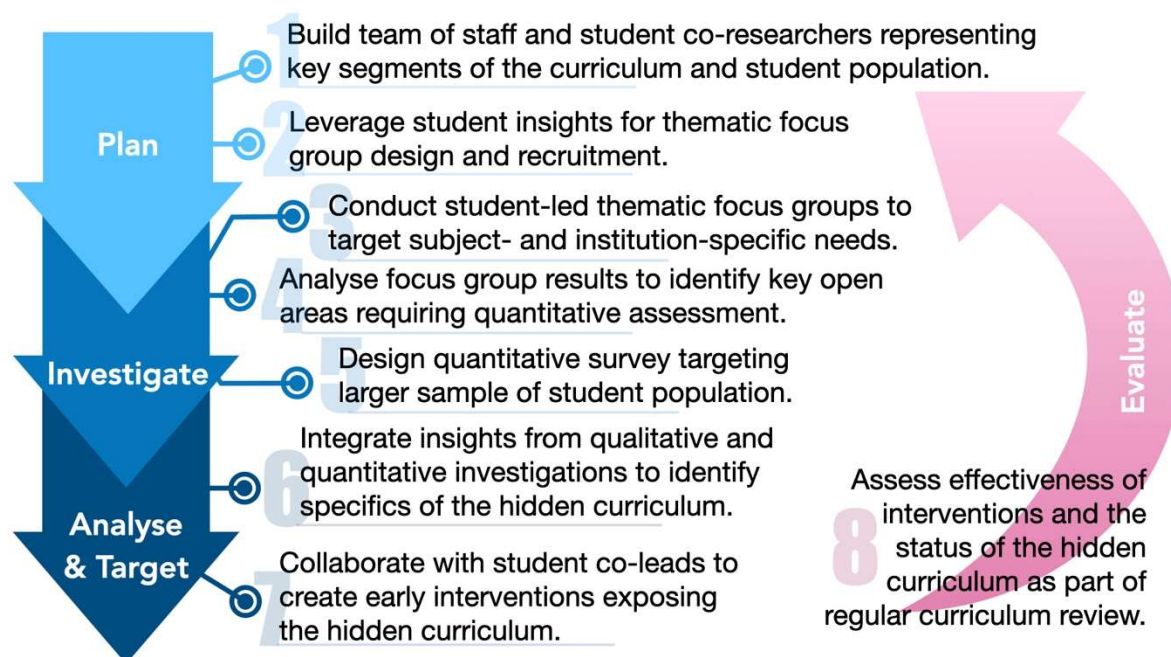 1
Build team of staff and student co-researchers representing
key segments of the curriculum and student population.
Plan
2
Leverage student insights for thematic focus
group design and recruitment.
3
Conduct student-led thematic focus groups to
target subject- and institution-specific needs.
4
Analyse focus group results to identify key open
areas requiring quantitative assessment.
Investigate
5
Design quantitative survey targeting
larger sample of student population.
6
Integrate insights from qualitative and
quantitative investigations to identify
specifics of the hidden curriculum.
Analyse
& Target
7
Collaborate with student co-leads to
create early interventions exposing
the hidden curriculum.
Evaluate
8
Assess effectiveness of
interventions and the
status of the hidden
curriculum as part of
regular curriculum review.